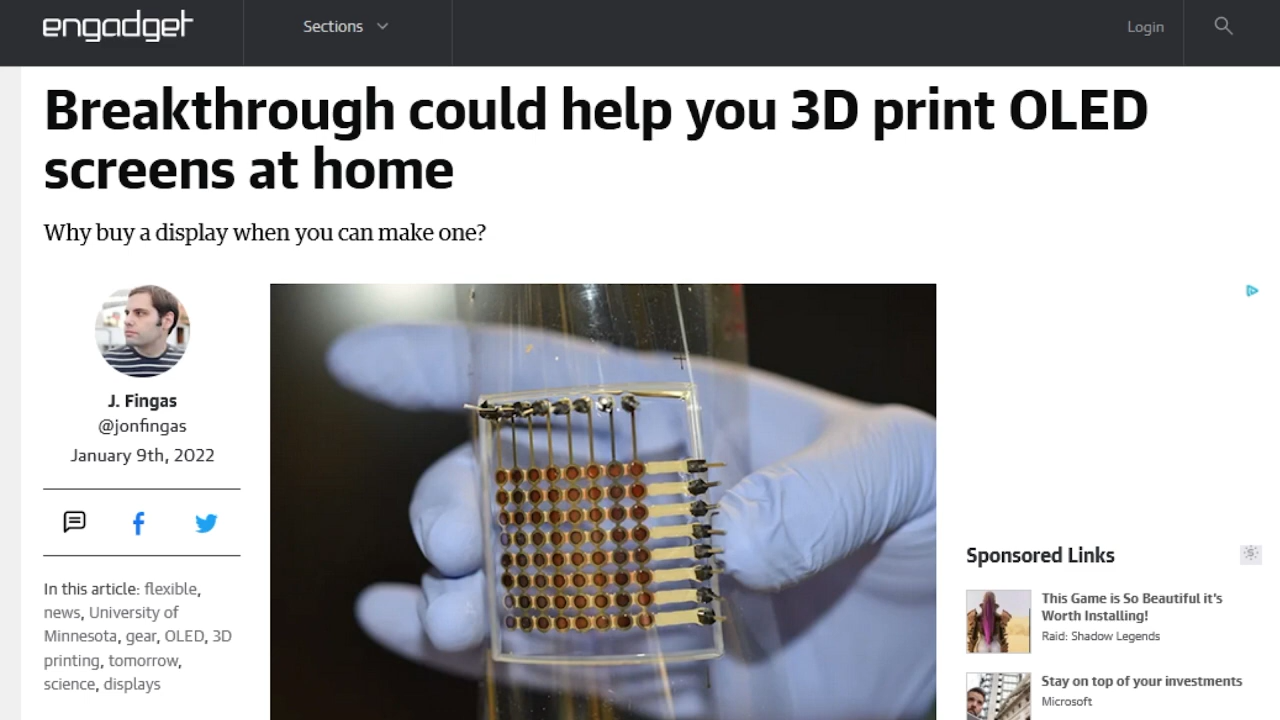 engadget
Sections
Login
Breakthrough could help you 3D print OLED
screens at home
Why buy a display when you can make one?
J. Fingas
@jonfingas
January 9th, 2022
In this article: flexible,
news, University of
Minnesota, gear, OLED, 3D
printing, tomorrow,
science, displays
Sponsored Links
This Game is So Beautiful it's
Worth Installing!
Raid: Shadow Legends
Stay on top of your investments
Microsoft